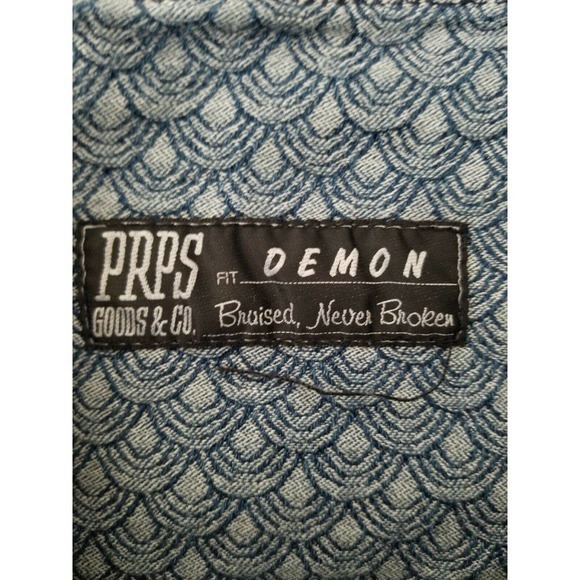 PRPS
GOODS & CO.
FIT DEMON
Bruised, Never Broken